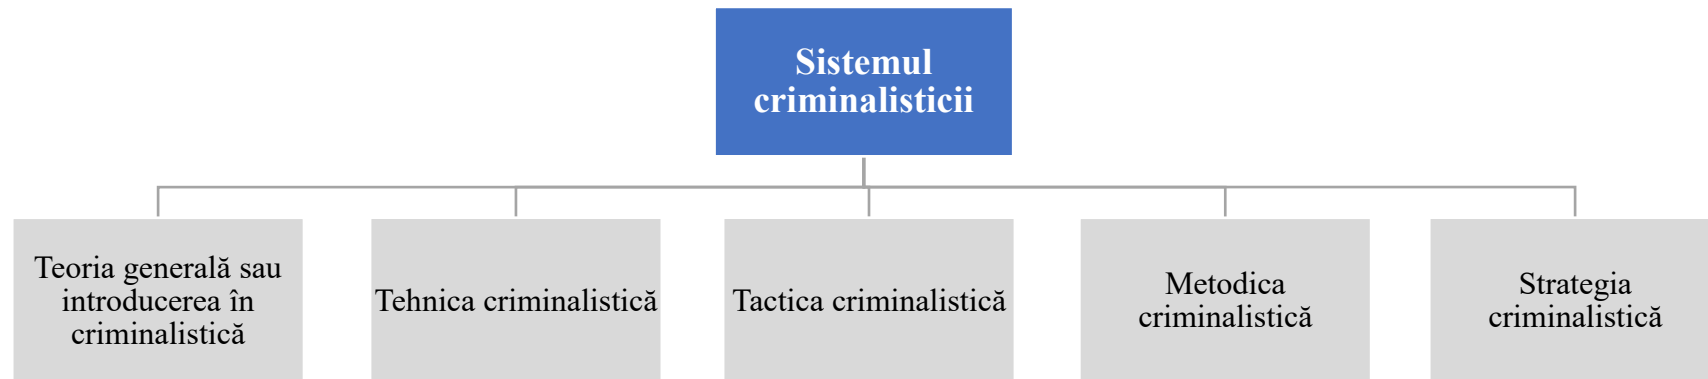 Sistemul
criminalisticii
Teoria generală sau
introducerea în
criminalistică
Tehnica criminalistică
Tactica criminalistică
Metodica
criminalistică
Strategia
criminalistică